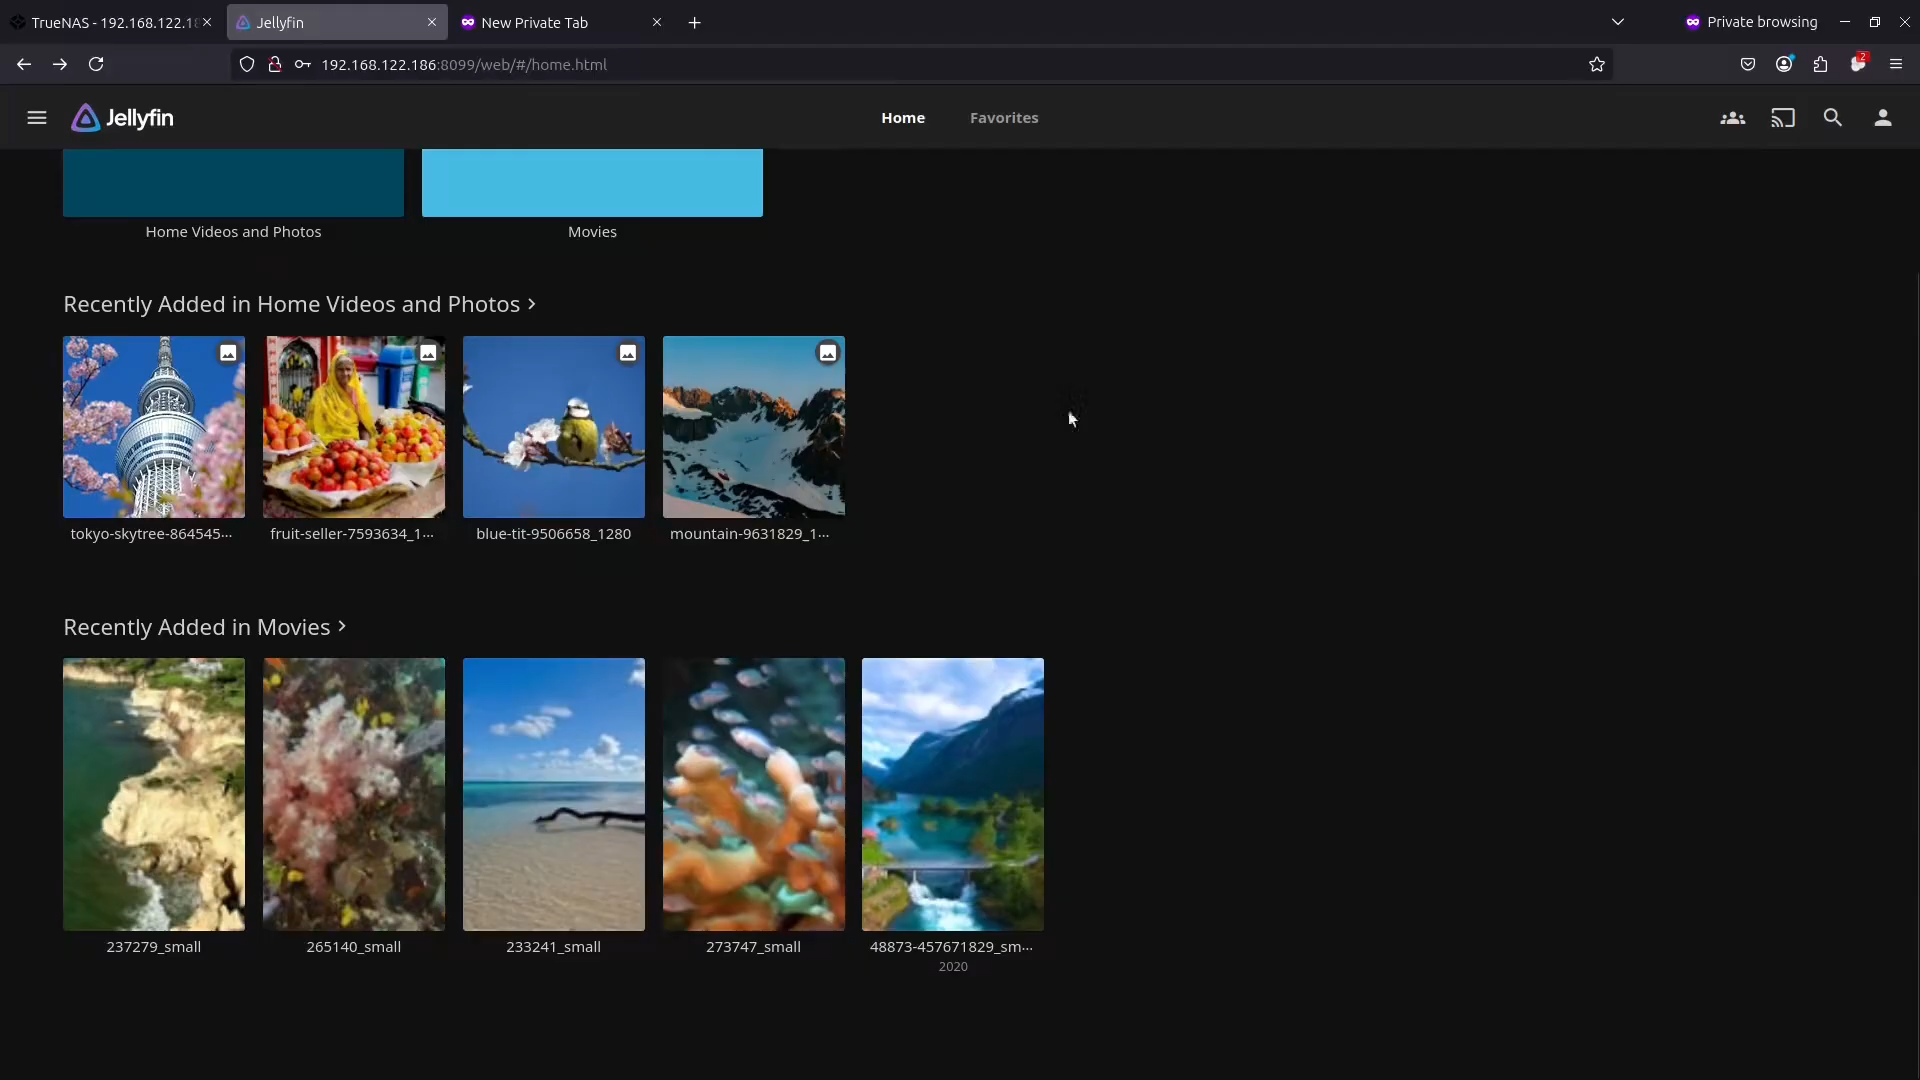 TrueNAS - 192.168.122.18
Jellyfin
New Private Tab
Private browsing
192.168.122.186:8099/web/#/home.html
2
Jellyfin
Home
Favorites
Home Videos and Photos
Movies
Recently Added in Home Videos and Photos
tokyo-skytree-864545...
fruit-seller-7593634_1...
blue-tit-9506658_1280
mountain-9631829_1...
Recently Added in Movies
237279_small
265140_small
233241_small
273747_small
48873-457671829_sm...
2020